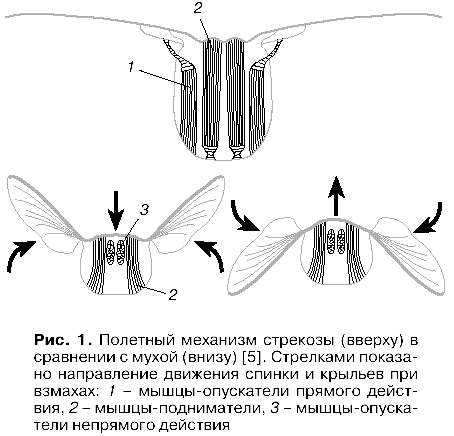 2
1
3
2
Рис. 1. Полетный механизм стрекозы (вверху) в
сравнении с мухой (внизу) [5]. Стрелками показа-
но направление движения спинки и крыльев при
взмахах: 1 – мышцы-опускатели прямого дейст-
вия, 2 – мышцы-подниматели, 3 – мышцы-опуска-
тели непрямого действия